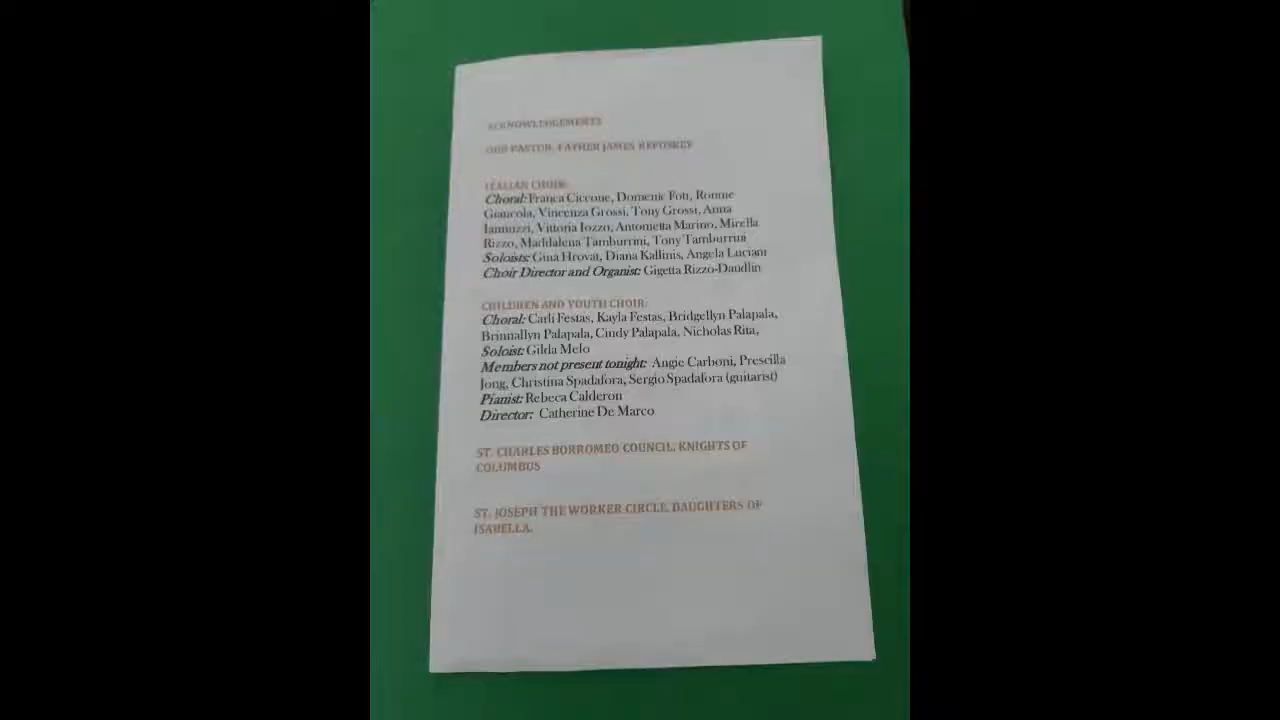 ACKNOWLEDGEMENTS
OUR PASTOR: FATHER JAMES REPOSKEY
ITALIAN CHOIR:
Choral: Franca Ciccone, Domenic Foti, Ronnie
Giancola, Vincenza Grossi, Tony Grossi, Anna
Iannuzzi, Vittoria Iozzo, Antometta Marino, Mirella
Rizzo, Maddalena Tamburrini, Tony Tamburrini
Soloists: Gina Hrovat, Diana Kallinis, Angela Luciani
Choir Director and Organist: Gigetta Rizzo-Daudlin
CHILDREN AND YOUTH CHOIR:
Choral: Carli Festas, Kayla Festas, Bridgellyn Palapala,
Brinnallyn Palapala, Cindy Palapala, Nicholas Rita,
Soloist: Gilda Melo
Members not present tonight: Angie Carboni, Prescilla
Jong, Christina Spadafora, Sergio Spadafora (guitarist)
Pianist: Rebeca Calderon
Director: Catherine De Marco
ST. CHARLES BORROMEO COUNCIL, KNIGHTS OF
COLUMBUS
ST. JOSEPH THE WORKER CIRCLE, DAUGHTERS OF
ISABELLA.